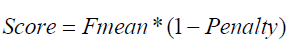 Score = Fmean * (1 − Penalty)